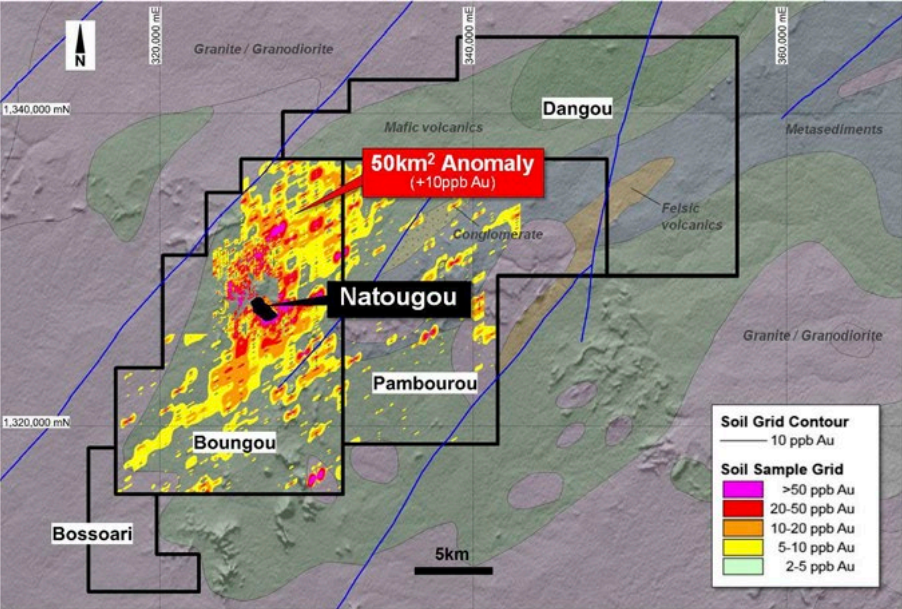 320,000 mE
340,000 mE
360,000 mE
N
Granite / Granodiorite
1,340,000 mN
Dangou
Mafic volcanics
Metasediments
50km² Anomaly
(+10ppb Au)
Felsic
volcanics
Conglomerate
Natougou
Granite / Granodiorite
Pambourou
1,320,000 mN
Boungou
Bossoari
5km
Soil Grid Contour
10 ppb Au
Soil Sample Grid
>50 ppb Au
20-50 ppb Au
10-20 ppb Au
5-10 ppb Au
2-5 ppb Au